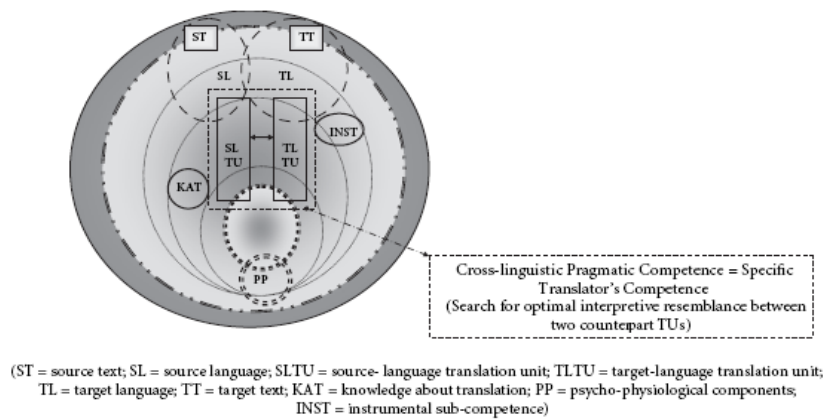 ST
TT
SL
TL
INST
SL
TU
TL
TU
KAT
PP
Cross-linguistic Pragmatic Competence = Specific
Translator's Competence
(Search for optimal interpretive resemblance between
two counterpart TUs)
(ST = source text; SL = source language; SLTU = source- language translation unit; TLTU = target-language translation unit;
TL = target language; TT = target text; KAT = knowledge about translation; PP = psycho-physiological components;
INST = instrumental sub-competence)